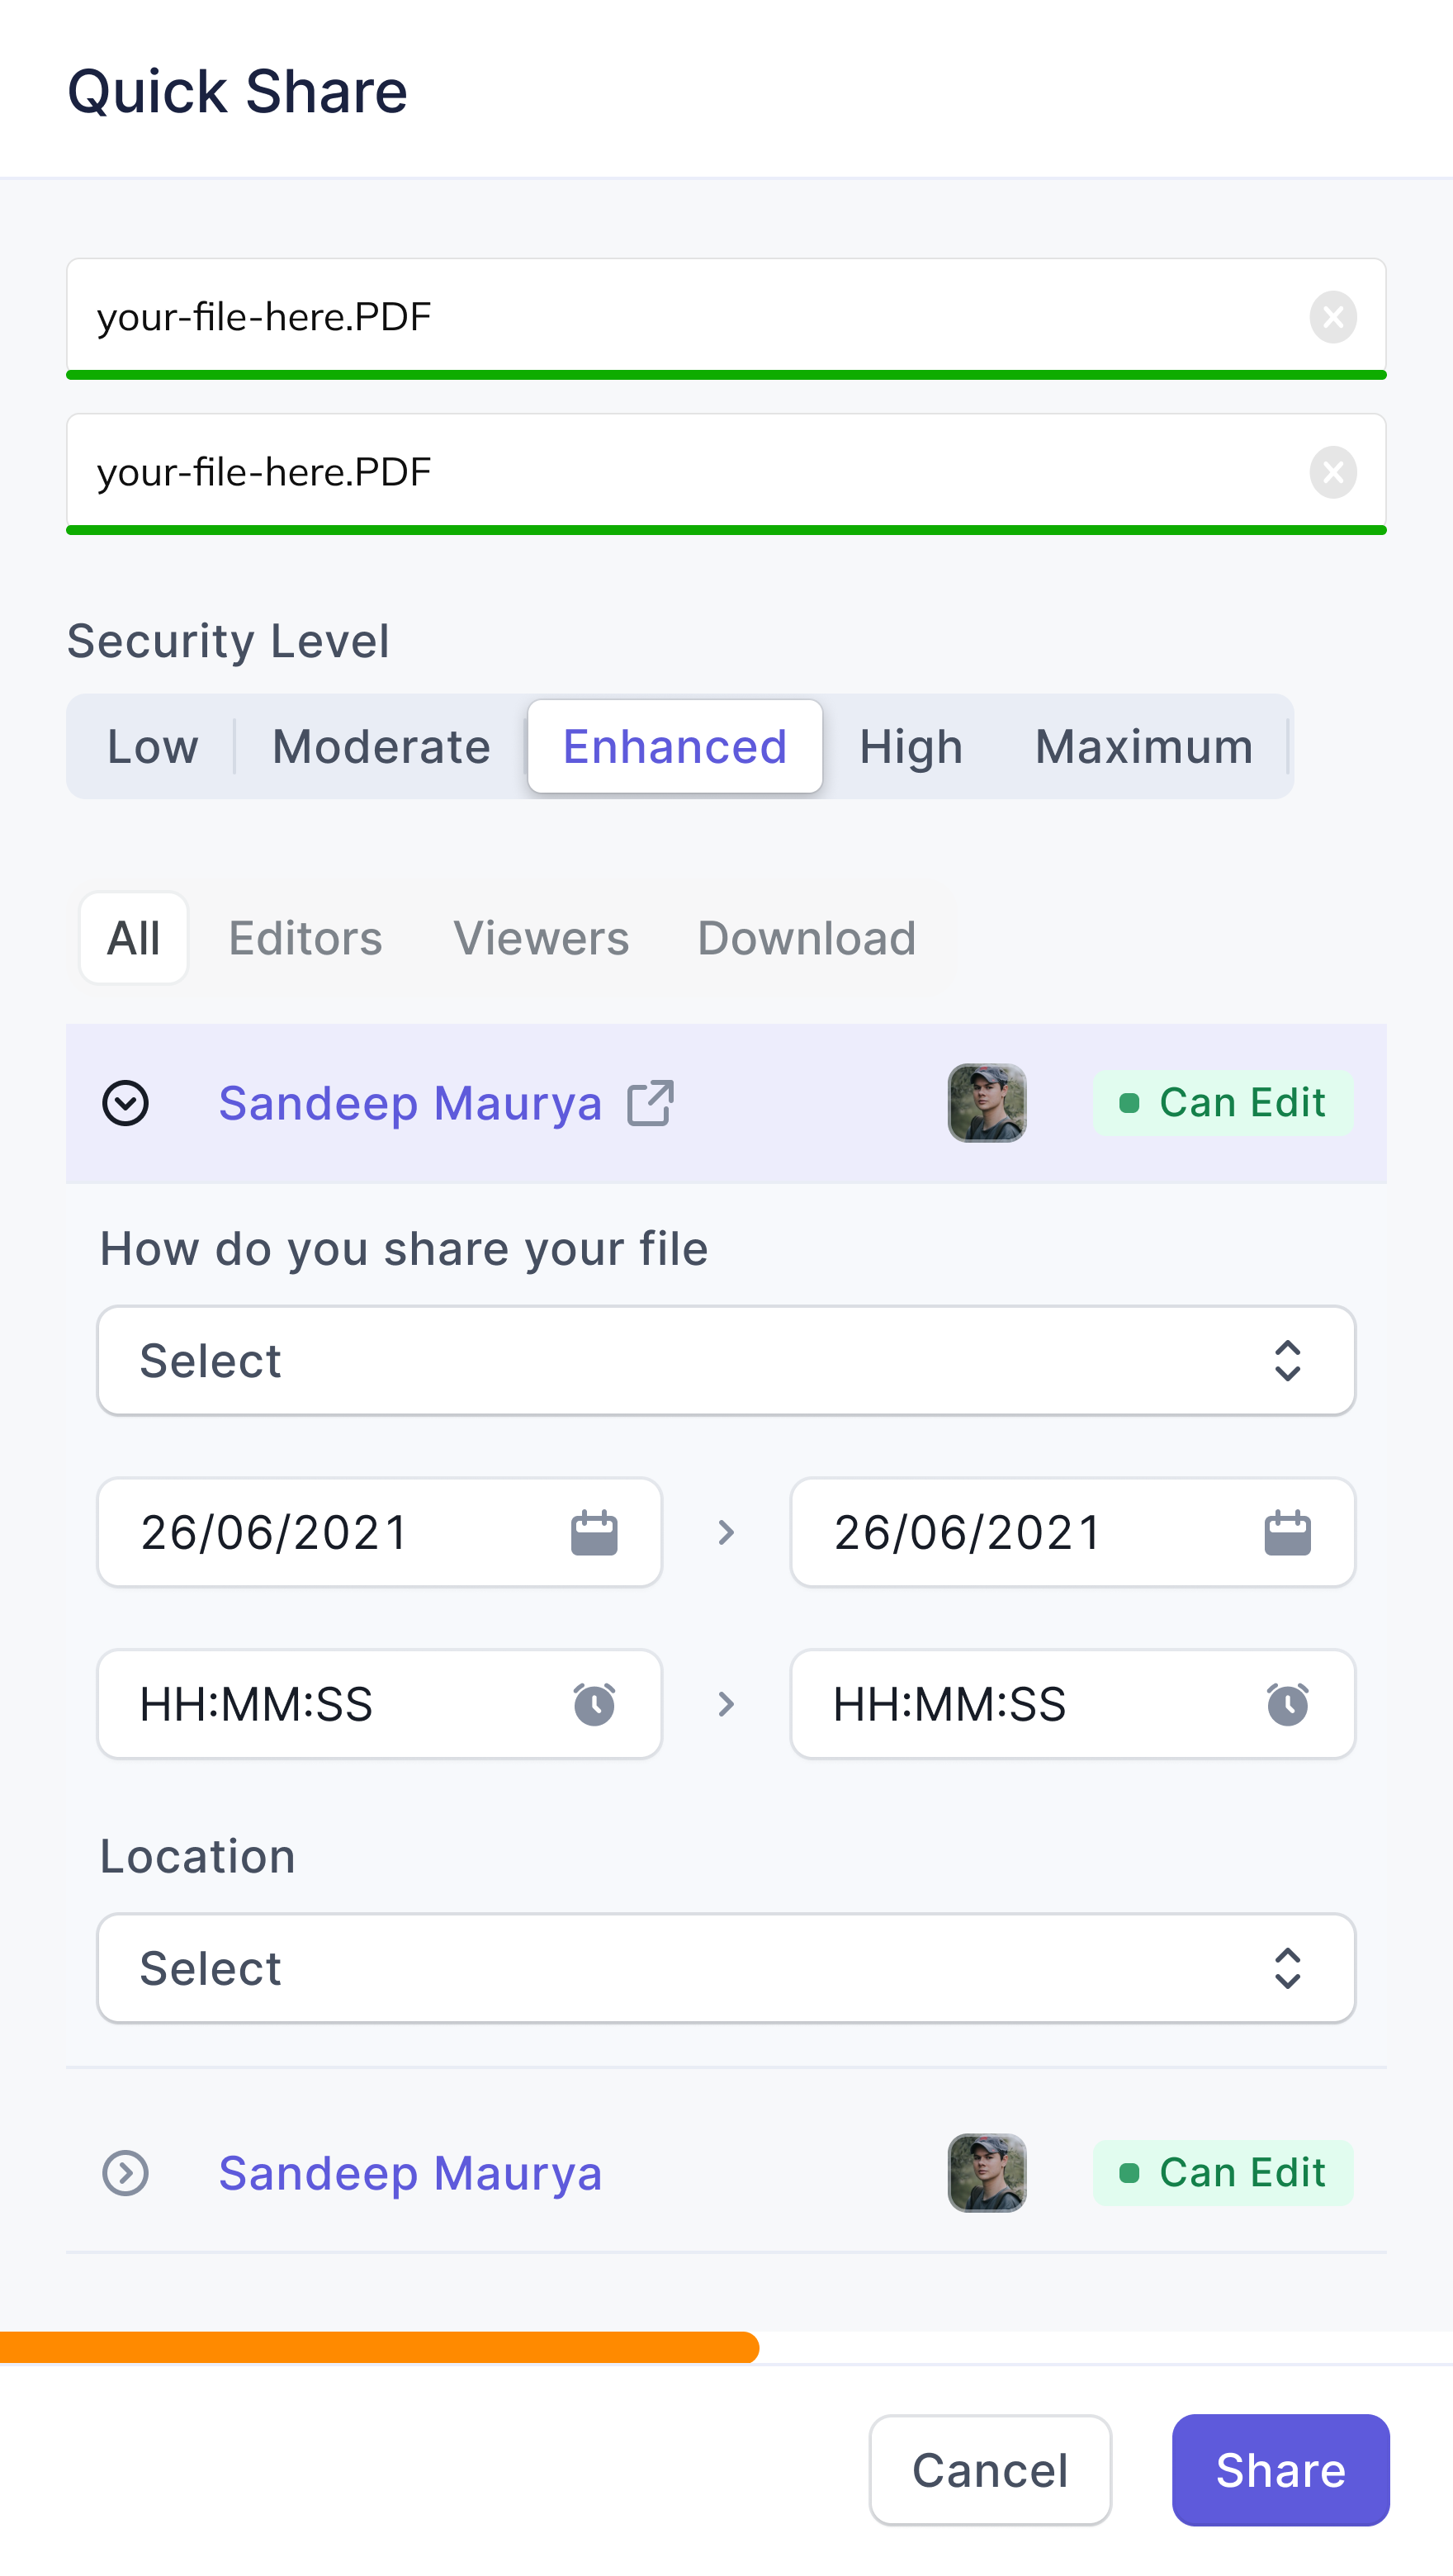 Quick Share
your-file-here.PDF
your-file-here.PDF
Security Level
Low Moderate Enhanced High Maximum
All Editors Viewers Download
Sandeep Maurya Can Edit
How do you share your file
Select
26/06/2021 > 26/06/2021
HH:MM:SS > HH:MM:SS
Location
Select
Sandeep Maurya Can Edit
Cancel Share